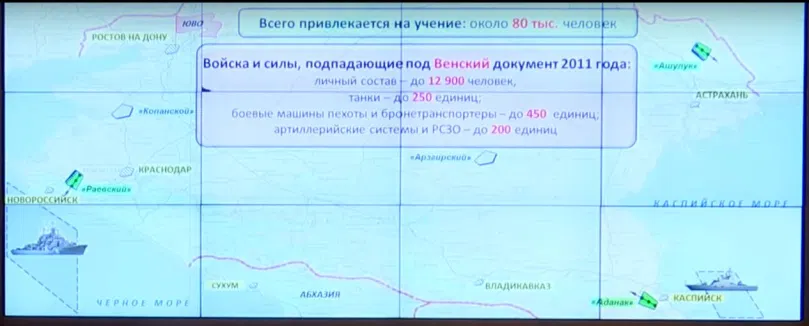 Всего привлекается на учение: около 80 тыс. человек
РОСТОВ НА ДОНУ
ЮВО
Войска и силы, подпадающие под Венский документ 2011 года:
личный состав – до 12 900 человек,
танки – до 250 единиц;
боевые машины пехоты и бронетранспортеры – до 450 единиц;
артиллерийские системы и РСЗО – до 200 единиц
«Ашулук»
АСТРАХАНЬ
«Копанской»
«Арзгирский»
КРАСНОДАР
«Раевский»
НОВОРОССИЙСК
КАСПИЙСКОЕ МОРЕ
СУХУМ
АБХАЗИЯ
ВЛАДИКАВКАЗ
«Аданак»
КАСПИЙСК
ЧЕРНОЕ МОРЕ